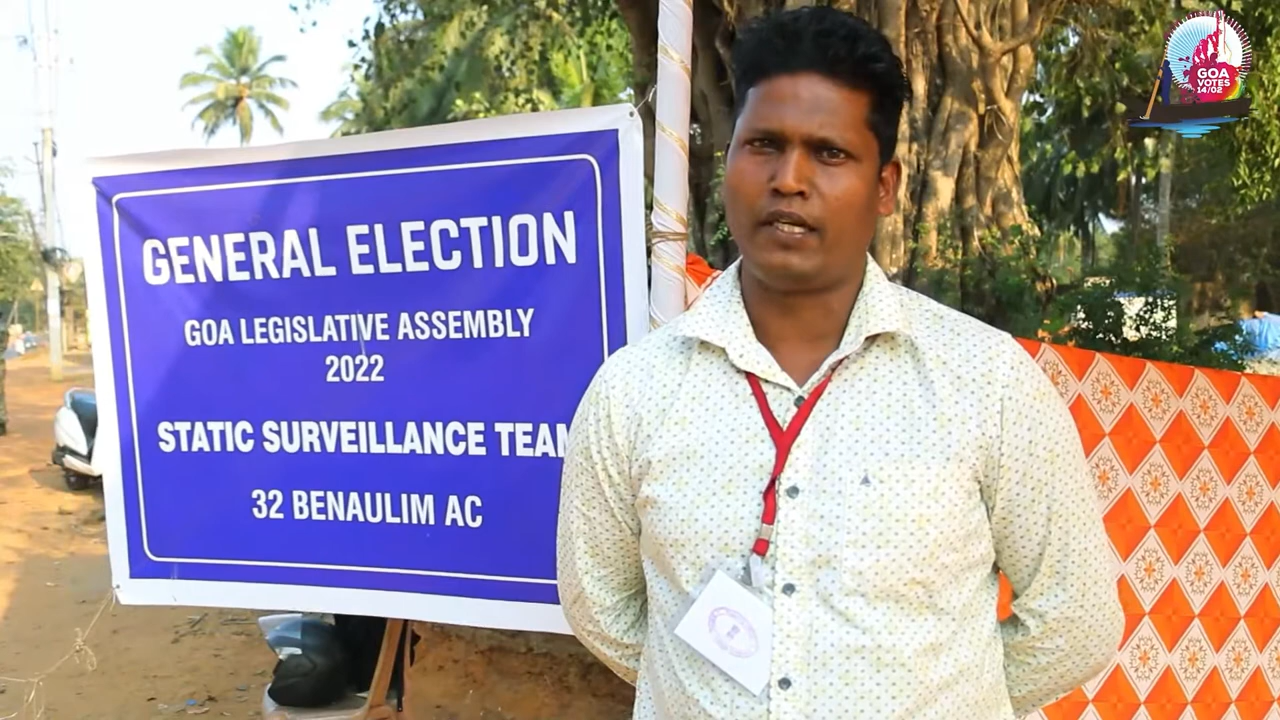 GENERAL ELECTION
GOA LEGISLATIVE ASSEMBLY
2022
STATIC SURVEILLANCE TEAM
32 BENAULIM AC
GOA
VOTES
14/02